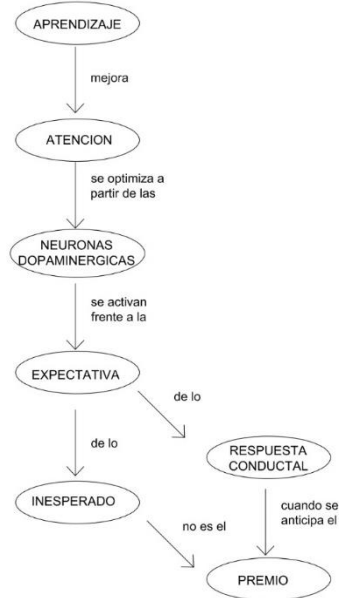 APRENDIZAJE
mejora
ATENCION
se optimiza a
partir de las
NEURONAS
DOPAMINERGICAS
se activan
frente a la
EXPECTATIVA
de lo
de lo
RESPUESTA
CONDUCTAL
INESPERADO
cuando se
anticipa el
no es el
PREMIO